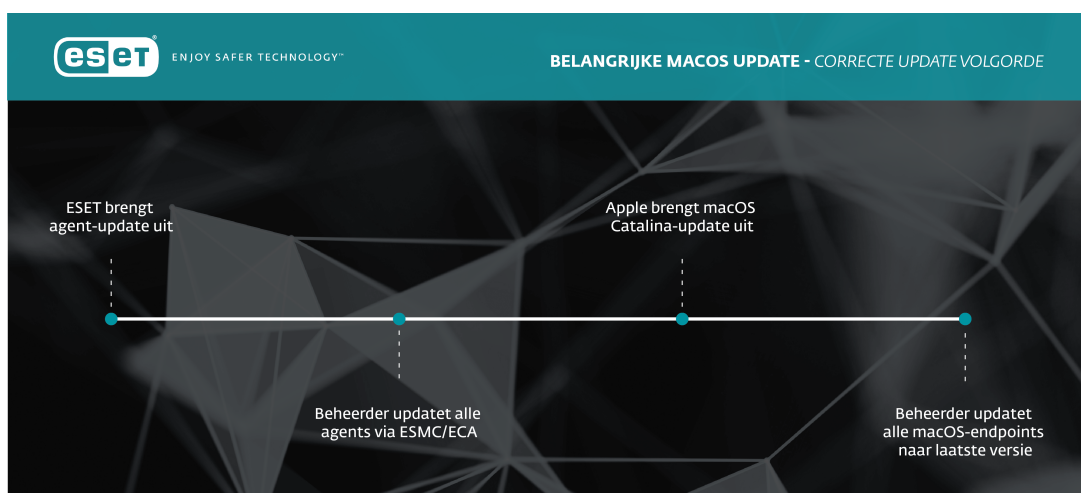 eset®
ENJOY SAFER TECHNOLOGY™
BELANGRIJKE MACOS UPDATE - CORRECTE UPDATE VOLGORDE
ESET brengt
agent-update uit
Apple brengt macOS
Catalina-update uit
Beheerder updatet alle
agents via ESMC/ECA
Beheerder updatet
alle macOS-endpoints
naar laatste versie